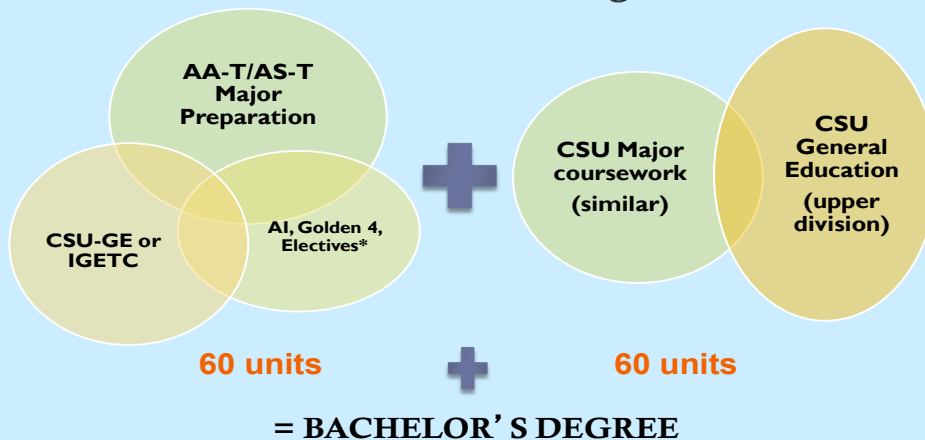 AA-T/AS-T
Major
Preparation
CSU-GE or
IGETC
AI, Golden 4,
Electives*
CSU Major
coursework
(similar)
CSU
General
Education
(upper
division)
60 units
60 units
= BACHELOR’S DEGREE